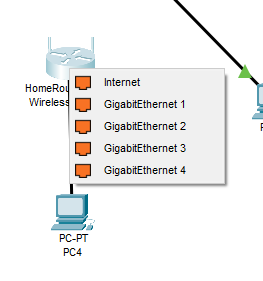 HomeRou
Wireless
Internet
GigabitEthernet 1
GigabitEthernet 2
GigabitEthernet 3
GigabitEthernet 4
PC-PT
PC4